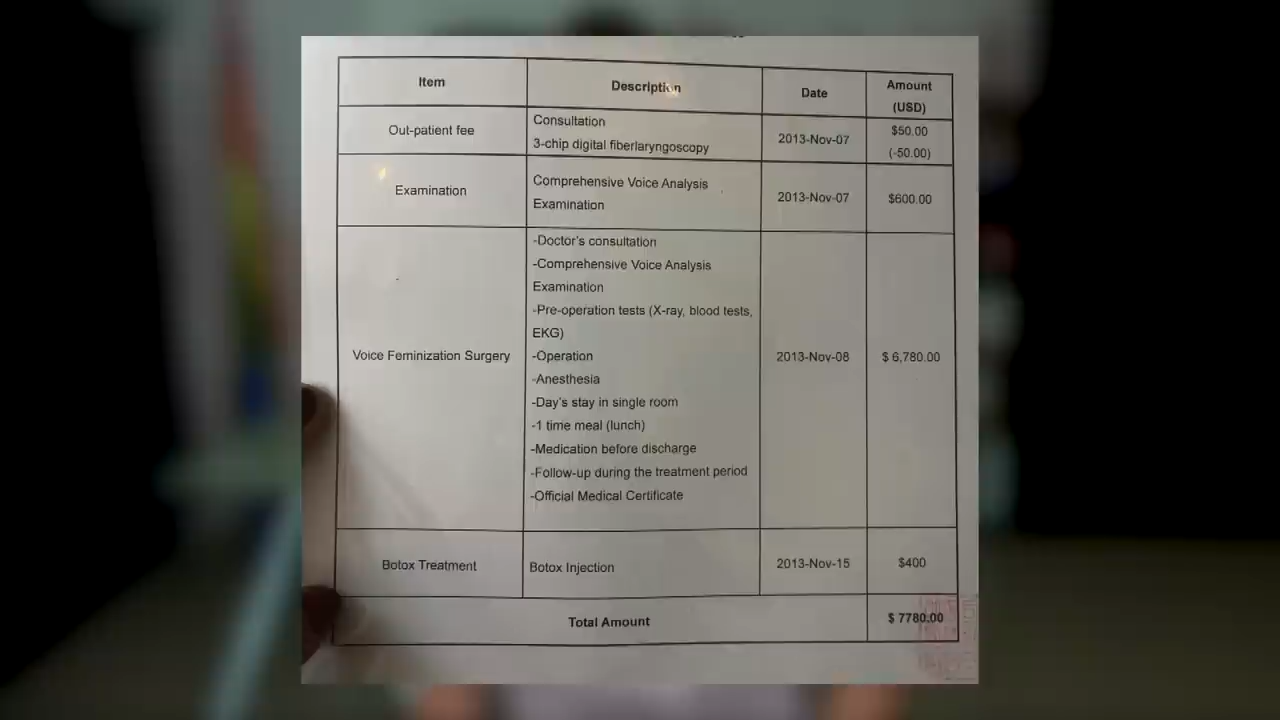 Item
Description
Date
Amount
(USD)
Out-patient fee
Consultation
3-chip digital fiberlaryngoscopy
2013-Nov-07
$50.00
(-50.00)
Examination
Comprehensive Voice Analysis
Examination
2013-Nov-07
$600.00
Voice Feminization Surgery
-Doctor's consultation
-Comprehensive Voice Analysis
Examination
-Pre-operation tests (X-ray, blood tests,
EKG)
-Operation
-Anesthesia
-Day's stay in single room
-1 time meal (lunch)
-Medication before discharge
-Follow-up during the treatment period
-Official Medical Certificate
2013-Nov-08
$ 6,780.00
Botox Treatment
Botox Injection
2013-Nov-15
$400
Total Amount
$ 7780.00